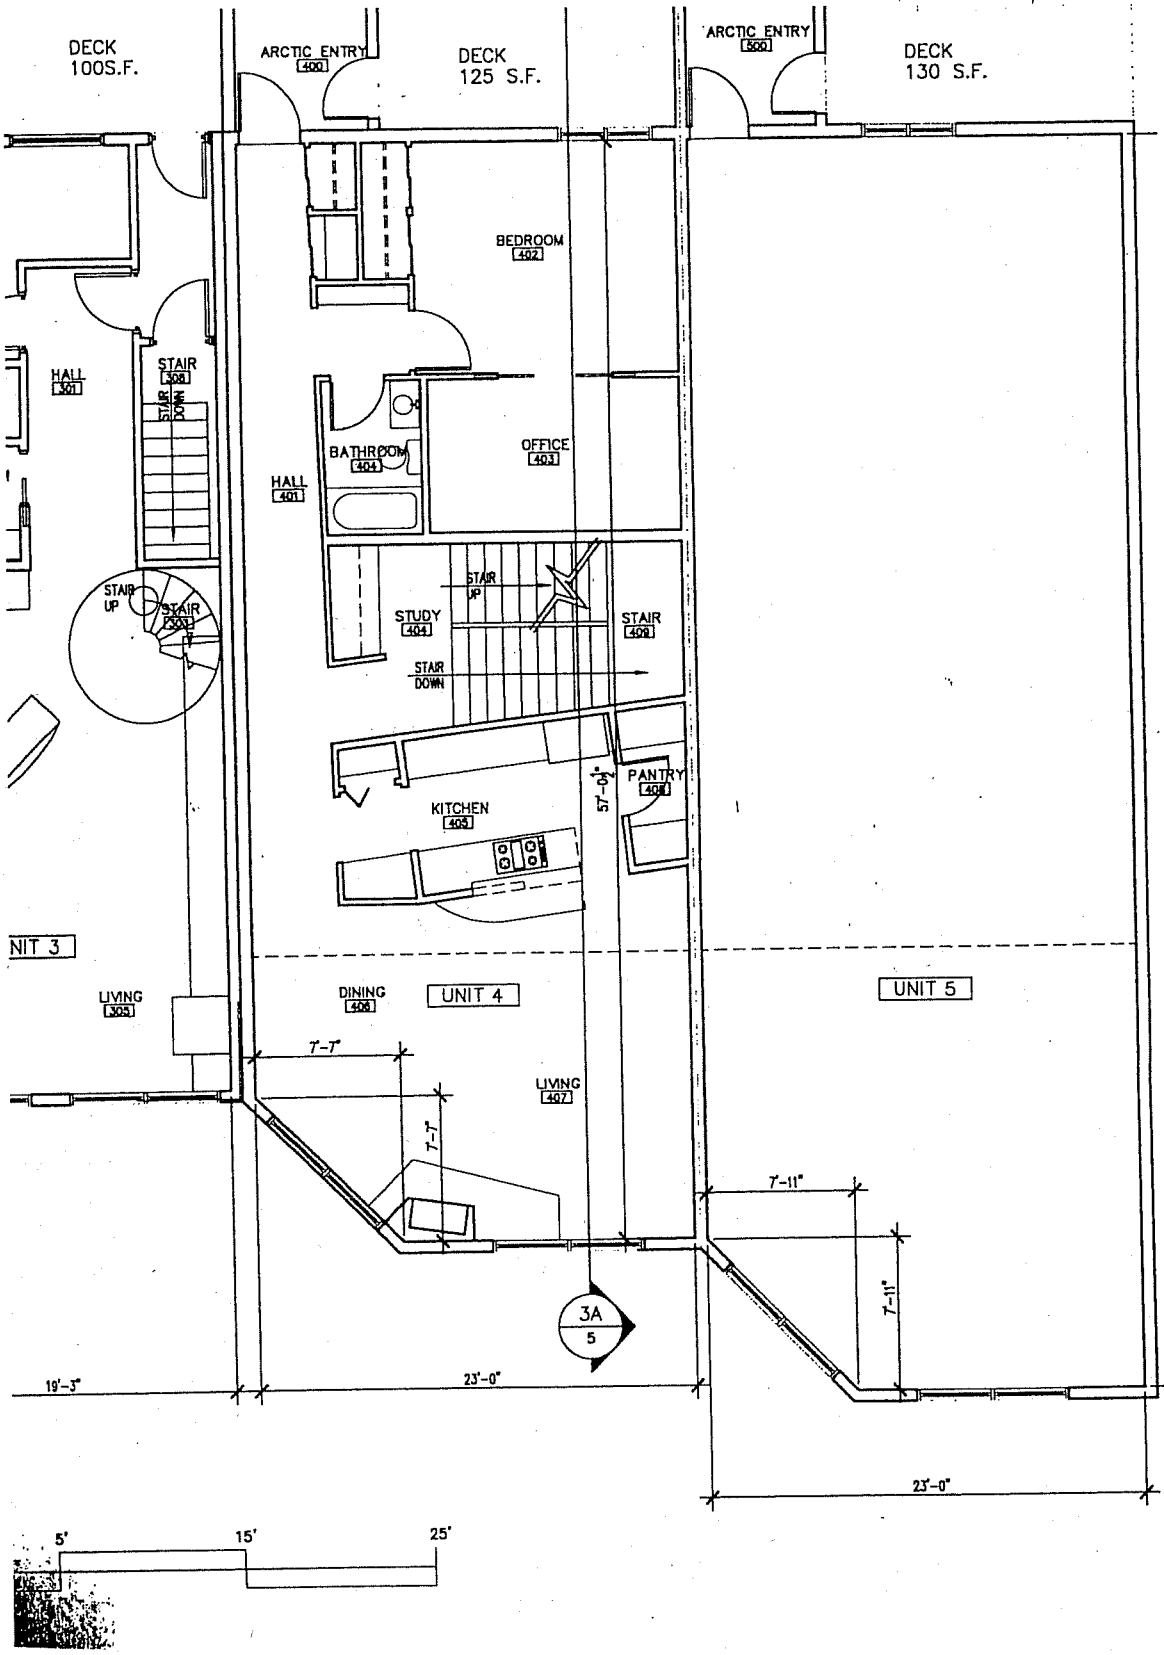 DECK
100S.F.
ARCTIC ENTRY
400
DECK
125 S.F.
ARCTIC ENTRY
500
DECK
130 S.F.
BEDROOM
402
HALL
301
STAIR
308
STAIR
DOWN
BATHROOM
404
OFFICE
403
HALL
401
STAIR
UP
STAIR
303
STAIR
UP
STUDY
404
STAIR
409
STAIR
DOWN
57'-0½"
PANTRY
408
KITCHEN
405
NIT 3
LIVING
305
DINING
406
UNIT 4
UNIT 5
7'-7"
LIVING
407
7'-7"
7'-11"
7'-11"
3A
5
19'-3"
23'-0"
23'-0"
5'
15'
25'